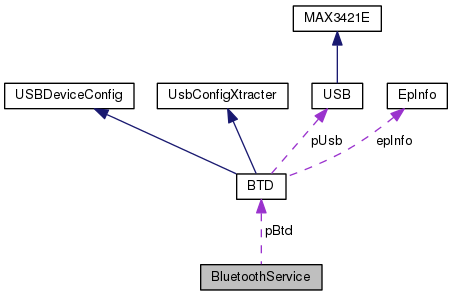 MAX3421E
USBDeviceConfig
UsbConfigXtracter
USB
EpInfo
pUsb
epInfo
BTD
pBtd
BluetoothService